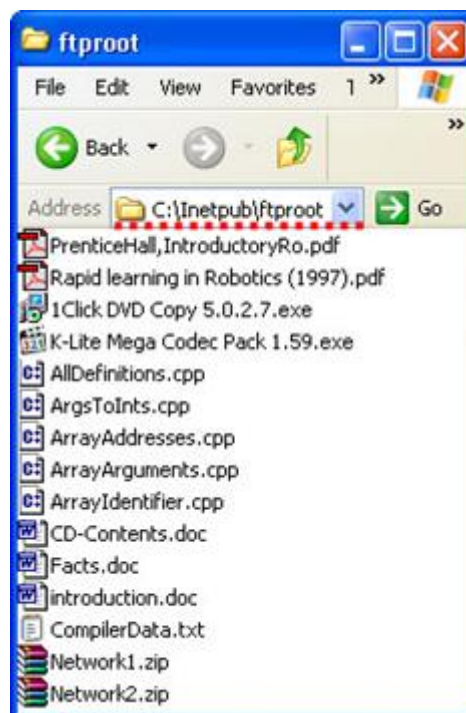 ftproot
File Edit View Favorites
Back
Address C:\Inetpub\ftproot Go
PrenticeHall,IntroductoryRo.pdf
Rapid learning in Robotics (1997).pdf
1Click DVD Copy 5.0.2.7.exe
K-Lite Mega Codec Pack 1.59.exe
AllDefinitions.cpp
ArgsToInts.cpp
ArrayAddresses.cpp
ArrayArguments.cpp
ArrayIdentifier.cpp
CD-Contents.doc
Facts.doc
introduction.doc
CompilerData.txt
Network1.zip
Network2.zip